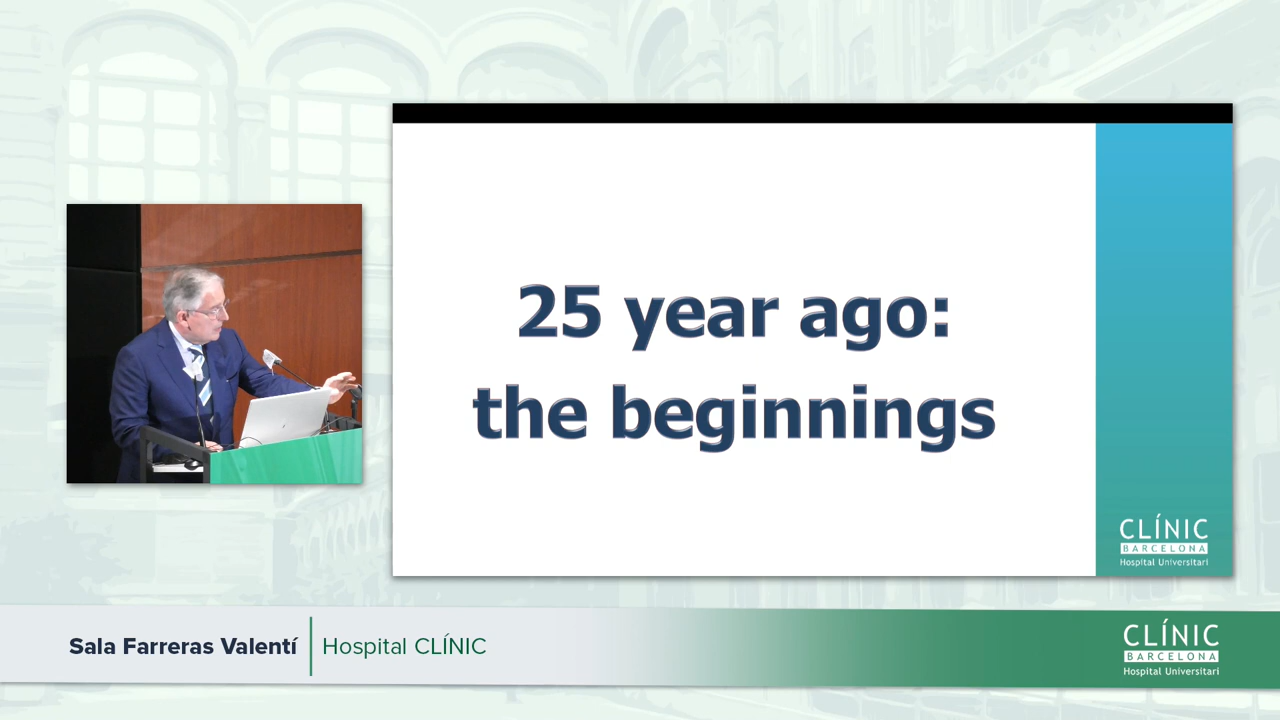 25 year ago:
the beginnings
CLÍNIC
BARCELONA
Hospital Universitari
Sala Farreras Valentí
Hospital CLÍNIC
CLÍNIC
BARCELONA
Hospital Universitari